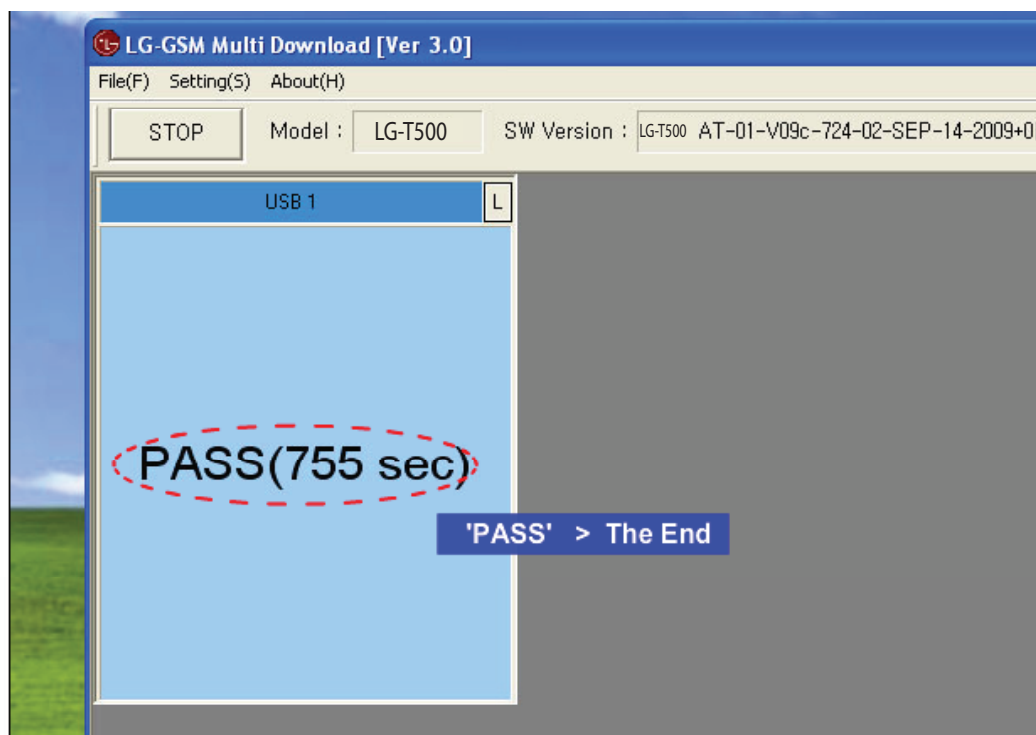 LG-GSM Multi Download [Ver 3.0]
File(F) Setting(S) About(H)
STOP Model : LG-T500 SW Version : LG-T500 AT-01-V09c-724-02-SEP-14-2009+0
USB 1 L
PASS(755 sec)
'PASS' > The End